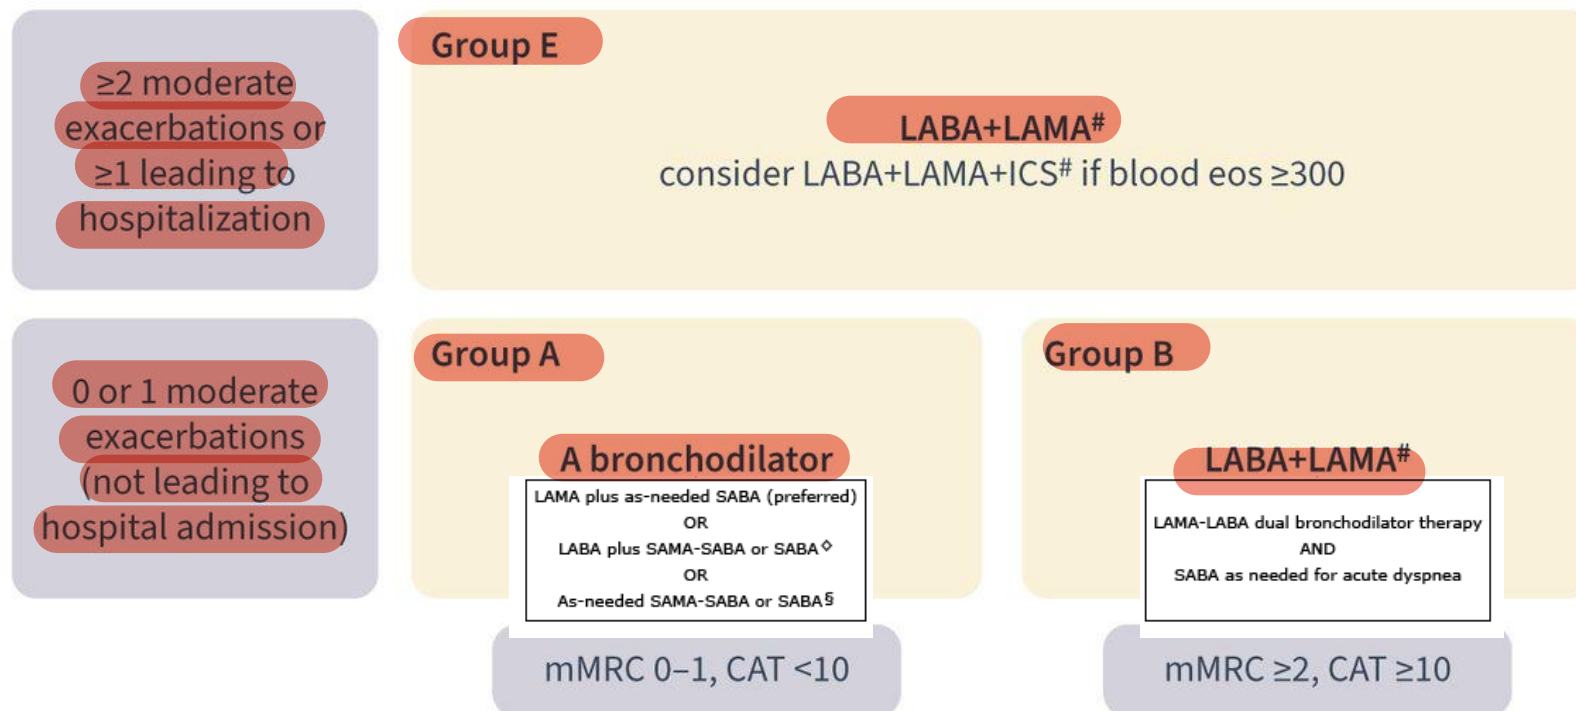 ≥2 moderate
exacerbations or
≥1 leading to
hospitalization
Group E
LABA+LAMA#
consider LABA+LAMA+ICS# if blood eos ≥300
0 or 1 moderate
exacerbations
(not leading to
hospital admission)
Group A
A bronchodilator
LAMA plus as-needed SABA (preferred)
OR
LABA plus SAMA-SABA or SABA◇
OR
As-needed SAMA-SABA or SABA§
mMRC 0–1, CAT <10
Group B
LABA+LAMA#
LAMA-LABA dual bronchodilator therapy
AND
SABA as needed for acute dyspnea
mMRC ≥2, CAT ≥10